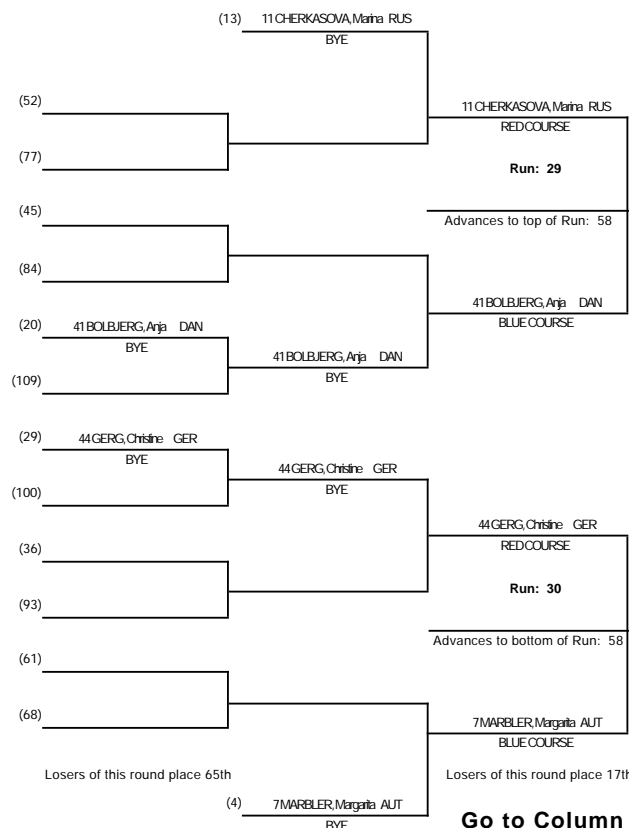 (13) 11 CHERKASOVA, Marina RUS
BYE
(52)
11 CHERKASOVA, Marina RUS
RED COURSE
(77)
Run: 29
Advances to top of Run: 58
(45)
(84)
41 BOLBJERG, Anja DAN
BLUE COURSE
(20) 41 BOLBJERG, Anja DAN
BYE
41 BOLBJERG, Anja DAN
BYE
(109)
(29) 44 GERG, Christine GER
BYE
44 GERG, Christine GER
BYE
(100)
44 GERG, Christine GER
RED COURSE
(36)
Run: 30
(93)
Advances to bottom of Run: 58
(61)
(68)
7 MARBLER, Margarita AUT
BLUE COURSE
Losers of this round place 65th
Losers of this round place 17th
(4) 7 MARBLER, Margarita AUT
BYE
Go to Column